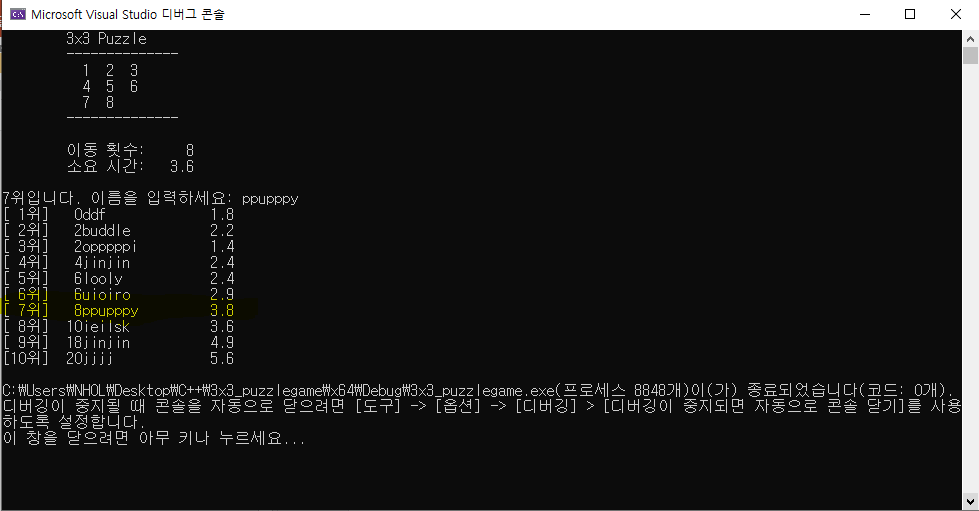 Microsoft Visual Studio 디버그 콘솔
3x3 Puzzle
--------------
1 2 3
4 5 6
7 8
--------------
이동 횟수: 8
소요 시간: 3.6
7위입니다. 이름을 입력하세요: ppupppy
[ 1위] 0ddf 1.8
[ 2위] 2buddle 2.2
[ 3위] 2opppppi 1.4
[ 4위] 4jinjin 2.4
[ 5위] 6looly 2.4
[ 6위] 6uioiro 2.9
[ 7위] 8ppupppy 3.8
[ 8위] 10ieilsk 3.6
[ 9위] 18jinjin 4.9
[10위] 20jjjj 5.6
C:₩Users₩NHOL₩Desktop₩C++₩3x3_puzzlegame₩x64₩Debug₩3x3_puzzlegame.exe(프로세스 8848개)이(가) 종료되었습니다(코드: 0개).
디버깅이 중지될 때 콘솔을 자동으로 닫으려면 [도구] -> [옵션] -> [디버깅] > [디버깅이 중지되면 자동으로 콘솔 닫기]를 사용
하도록 설정합니다.
이 창을 닫으려면 아무 키나 누르세요...